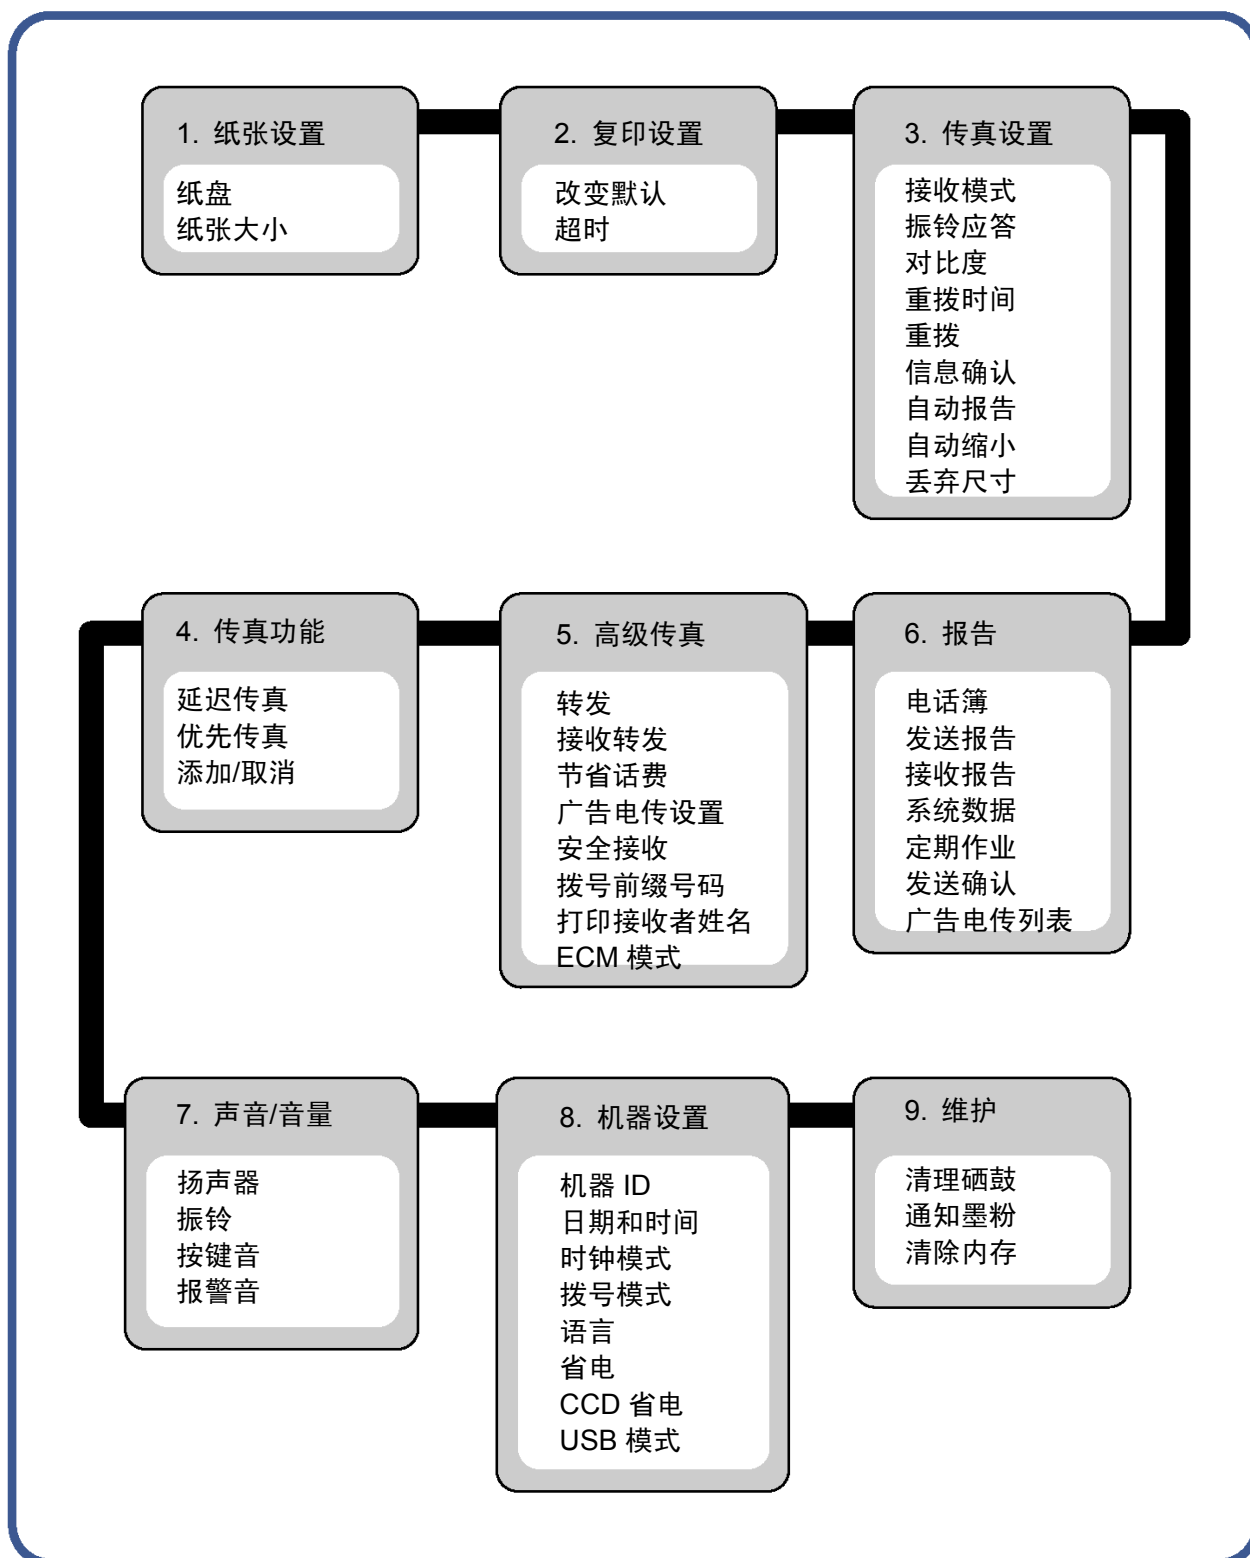 1. 纸张设置
纸盘
纸张大小
2. 复印设置
改变默认
超时
3. 传真设置
接收模式
振铃应答
对比度
重拨时间
重拨
信息确认
自动报告
自动缩小
丢弃尺寸
4. 传真功能
延迟传真
优先传真
添加/取消
5. 高级传真
转发
接收转发
节省话费
广告电传设置
安全接收
拨号前缀号码
打印接收者姓名
ECM 模式
6. 报告
电话簿
发送报告
接收报告
系统数据
定期作业
发送确认
广告电传列表
7. 声音/音量
扬声器
振铃
按键音
报警音
8. 机器设置
机器 ID
日期和时间
时钟模式
拨号模式
语言
省电
CCD 省电
USB 模式
9. 维护
清理硒鼓
通知墨粉
清除内存